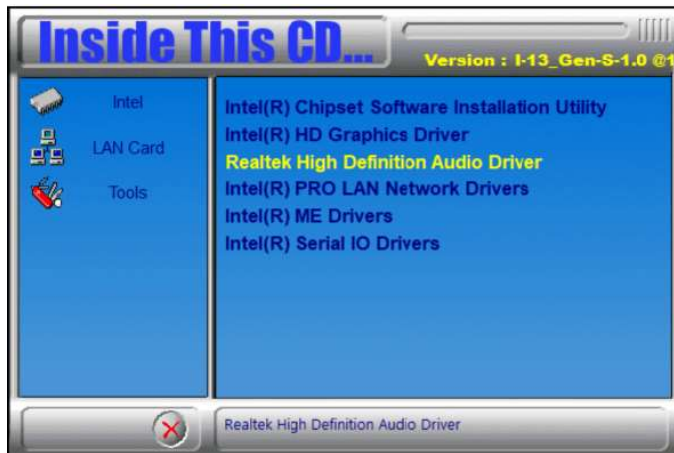 Inside This CD...
Version : I-13_Gen-S-1.0 @1
Intel
LAN Card
Tools
Intel(R) Chipset Software Installation Utility
Intel(R) HD Graphics Driver
Realtek High Definition Audio Driver
Intel(R) PRO LAN Network Drivers
Intel(R) ME Drivers
Intel(R) Serial IO Drivers
Realtek High Definition Audio Driver